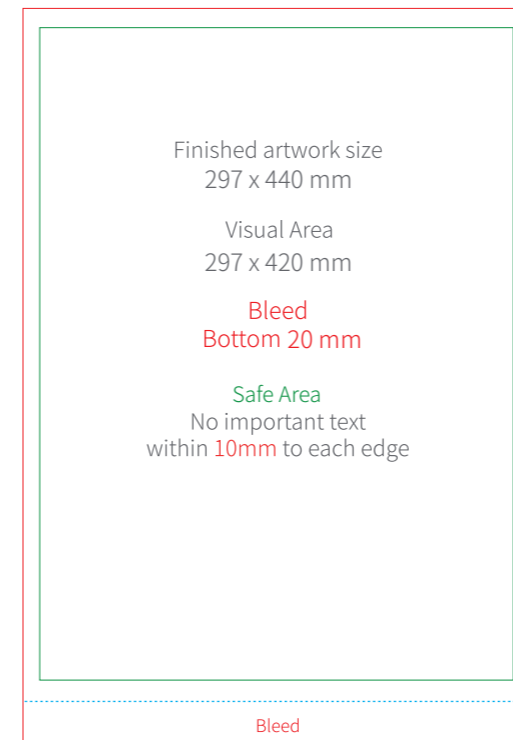 Finished artwork size
297 x 440 mm
Visual Area
297 x 420 mm
Bleed
Bottom 20 mm
Safe Area
No important text
within 10mm to each edge
Bleed